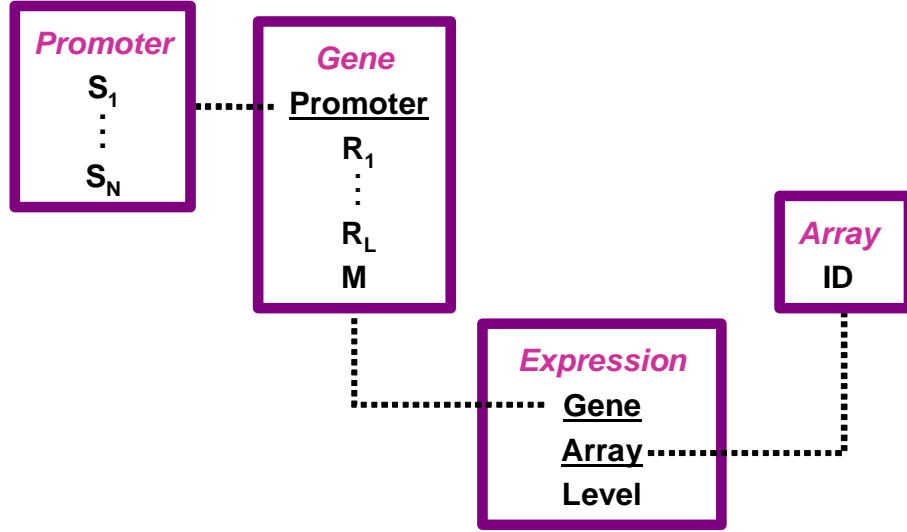 Promoter
S₁
⋮
S_N
Gene
Promoter
R₁
⋮
R_L
M
Array
ID
Expression
Gene
Array
Level